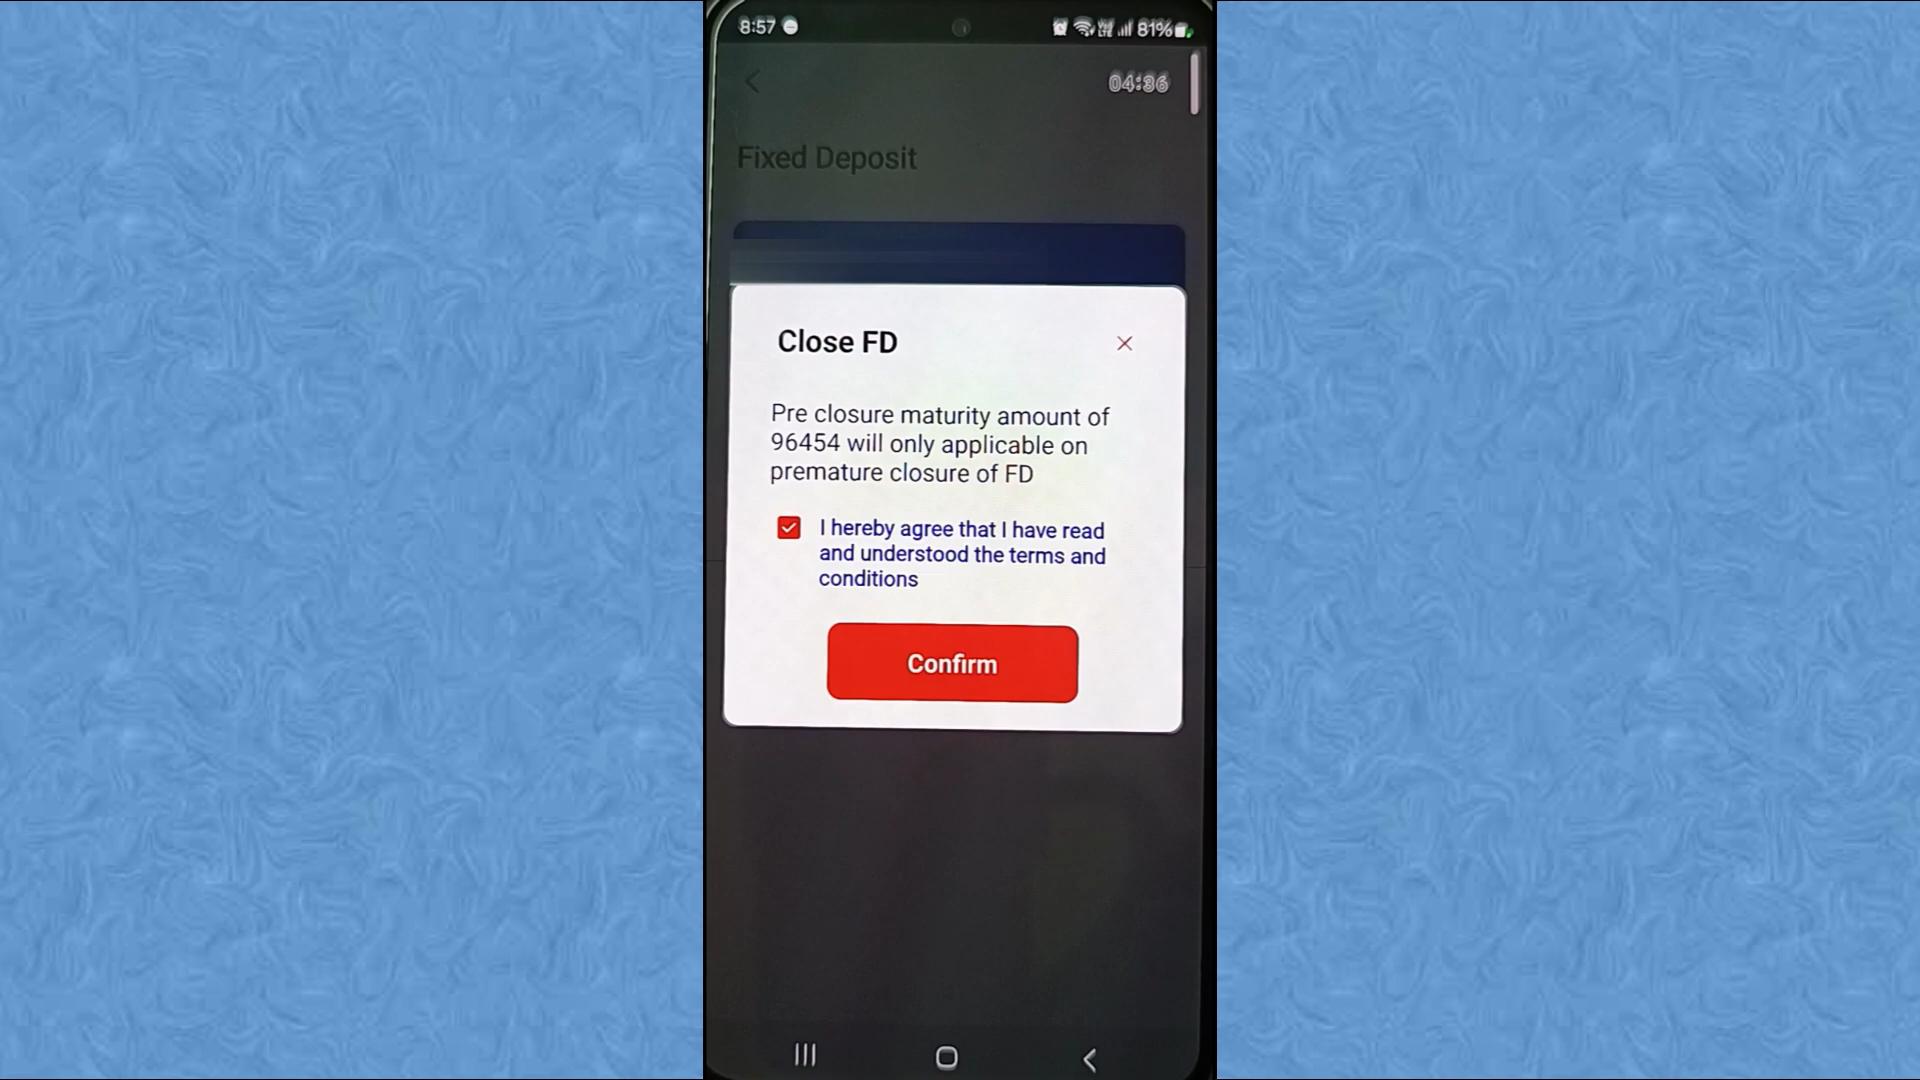 8:57
81%
04:36
Fixed Deposit
Close FD
Pre closure maturity amount of
96454 will only applicable on
premature closure of FD
I hereby agree that I have read
and understood the terms and
conditions
Confirm